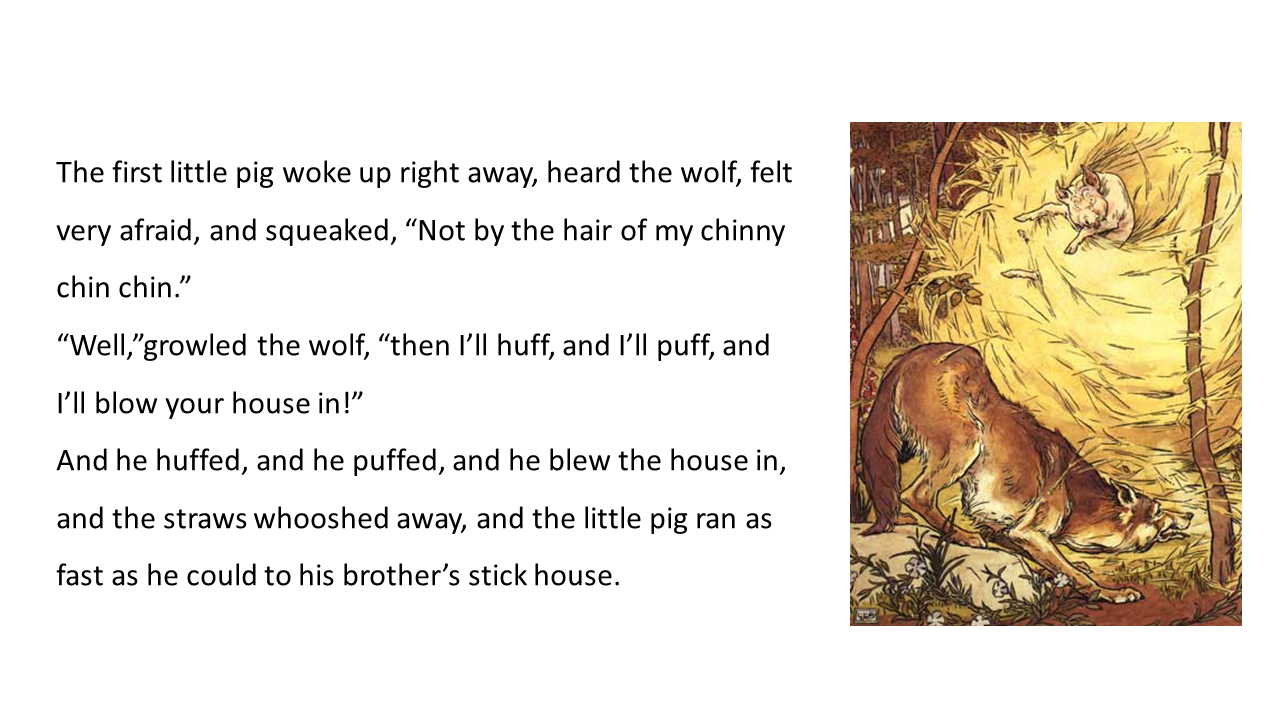 The first little pig woke up right away, heard the wolf, felt
very afraid, and squeaked, “Not by the hair of my chinny
chin chin.”
“Well,”growled the wolf, “then I’ll huff, and I’ll puff, and
I’ll blow your house in!”
And he huffed, and he puffed, and he blew the house in,
and the straws whooshed away, and the little pig ran as
fast as he could to his brother’s stick house.